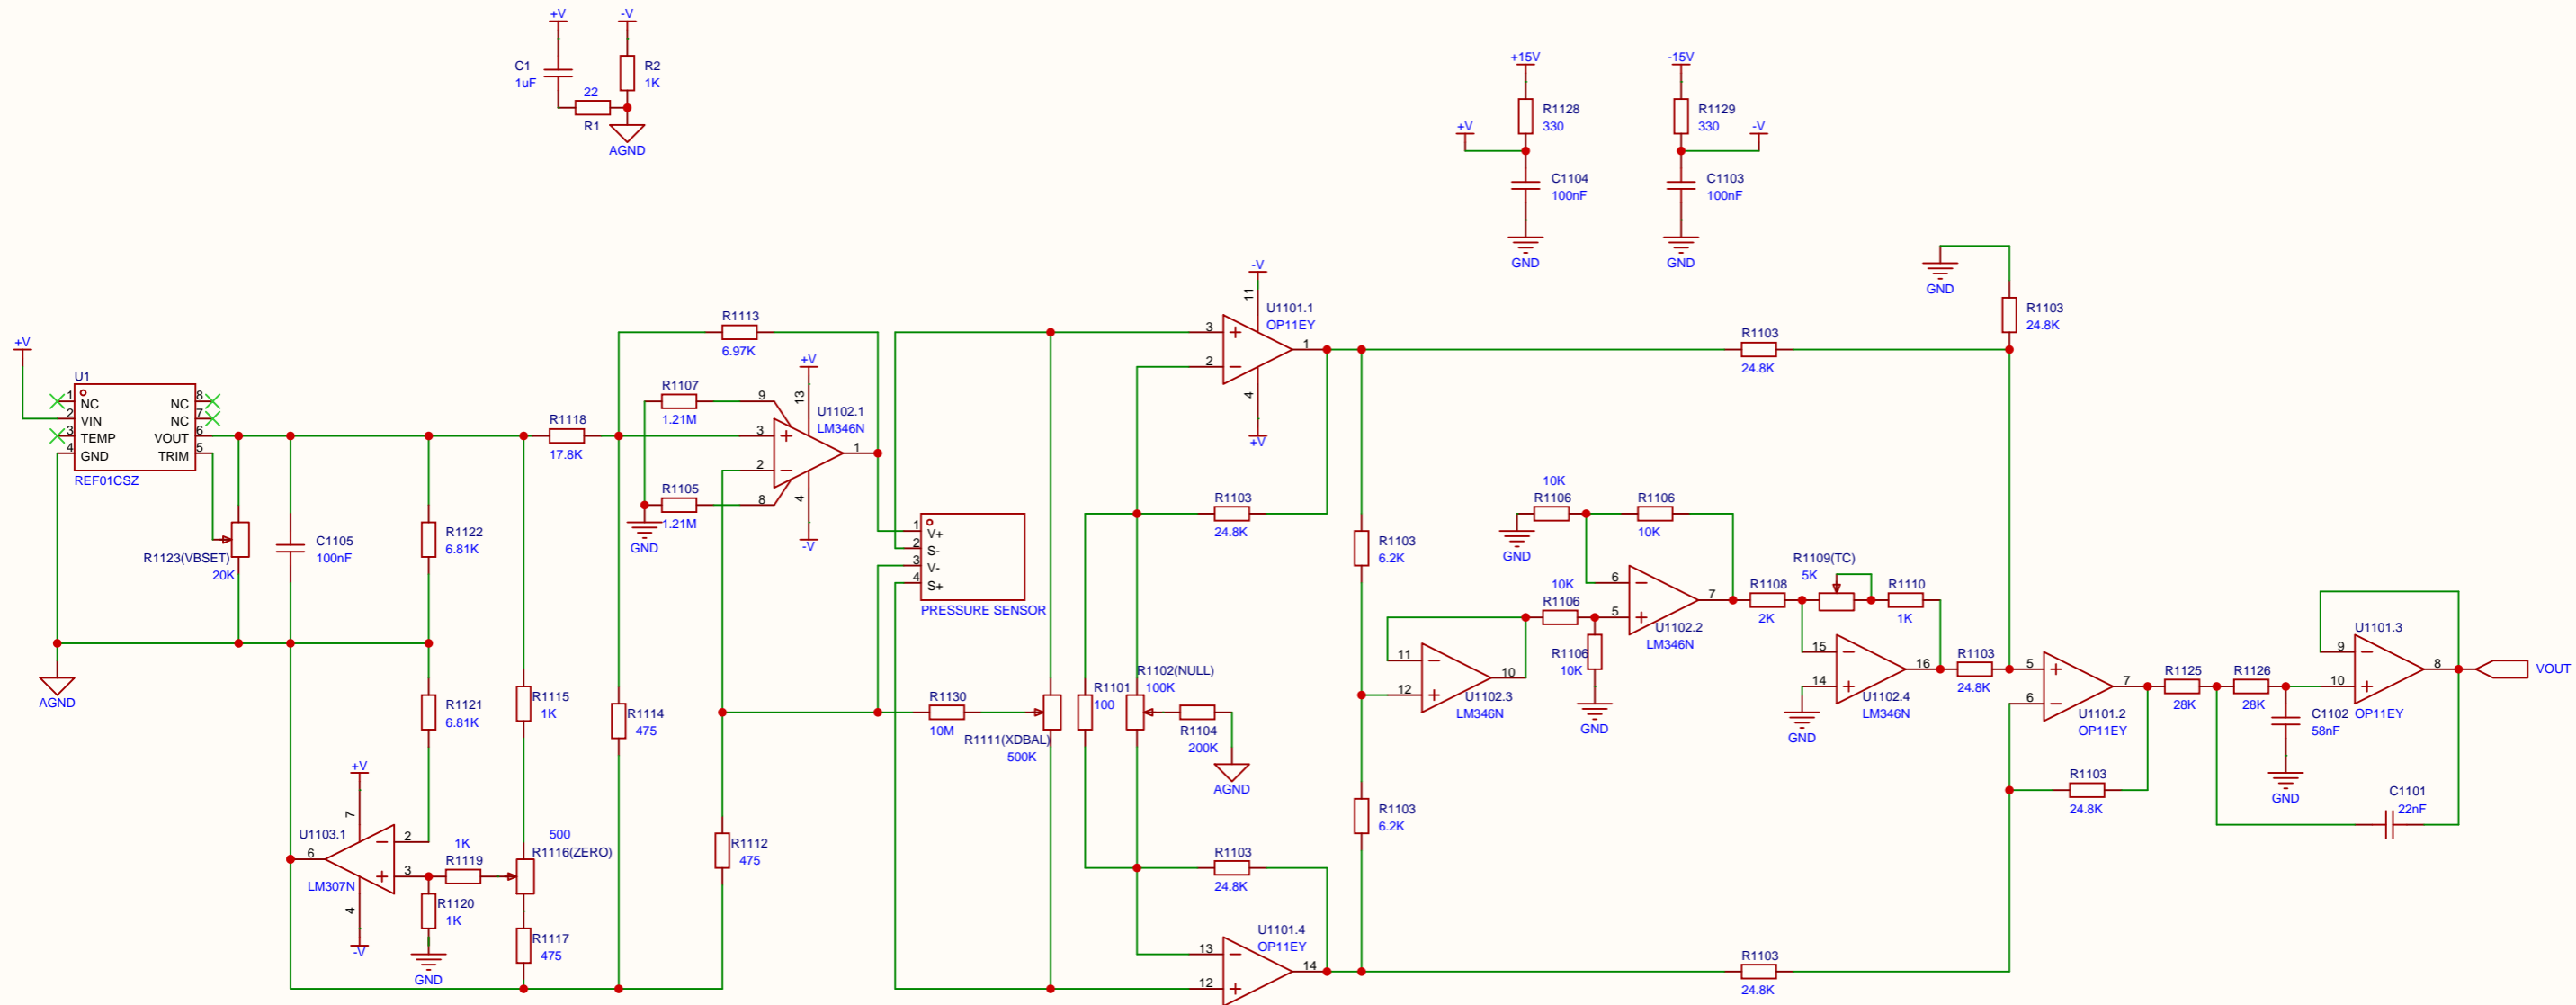 +V
-V
C1
1uF
R2
1K
22
R1
AGND
+15V
-15V
R1128
330
R1129
330
+V
-V
C1104
100nF
C1103
100nF
GND
GND
GND
R1103
24.8K
+V
U1
1
NC
2
VIN
3
TEMP
4
GND
8
NC
7
NC
6
VOUT
5
TRIM
REF01CSZ
R1123(VBSET)
20K
C1105
100nF
R1122
6.81K
AGND
R1121
6.81K
+V
7
U1103.1
6
LM307N
2
3
4
-V
1K
R1119
R1120
1K
GND
500
R1116(ZERO)
R1115
1K
R1117
475
R1118
17.8K
R1113
6.97K
R1107
1.21M
R1105
1.21M
GND
+V
13
9
3
2
8
4
-V
U1102.1
LM346N
1
R1114
475
R1112
475
1
V+
2
S-
3
V-
4
S+
PRESSURE SENSOR
R1130
10M
R1111(XDBAL)
500K
R1101
100
R1102(NULL)
100K
R1104
200K
AGND
-V
11
U1101.1
OP11EY
3
2
1
4
+V
R1103
24.8K
R1103
24.8K
U1101.4
OP11EY
13
12
14
R1103
24.8K
R1103
6.2K
R1103
6.2K
R1103
24.8K
10K
R1106
GND
R1106
10K
10K
R1106
R1106
10K
GND
6
5
7
U1102.2
LM346N
11
12
10
U1102.3
LM346N
R1108
2K
R1109(TC)
5K
R1110
1K
15
14
16
U1102.4
LM346N
GND
R1103
24.8K
5
6
7
U1101.2
OP11EY
R1103
24.8K
R1125
28K
R1126
28K
C1102
58nF
GND
U1101.3
9
10
8
OP11EY
C1101
22nF
VOUT